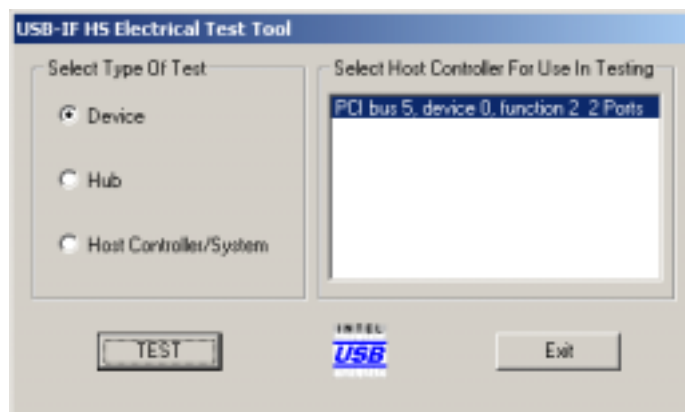 USB-IF HS Electrical Test Tool
Select Type Of Test
Select Host Controller For Use In Testing
PCI bus 5, device 0, function 2 2 Ports
Device
Hub
Host Controller/System
TEST
INTEL
USB
Exit